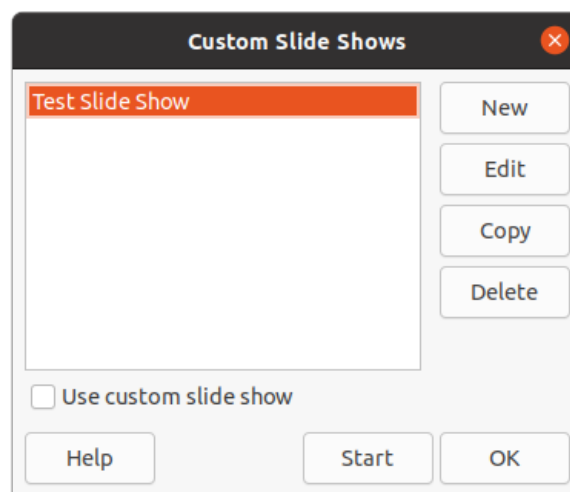 Custom Slide Shows
Test Slide Show
New
Edit
Copy
Delete
Use custom slide show
Help
Start
OK